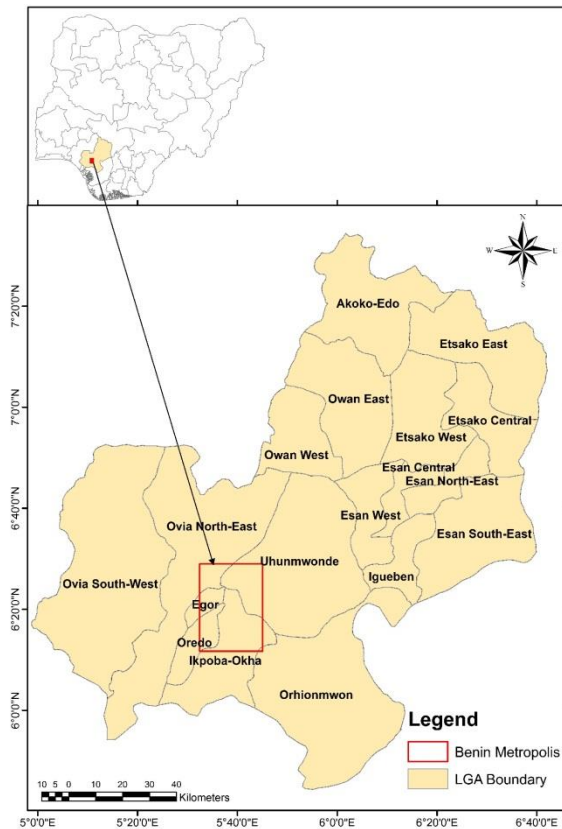 N
W E
S
7°20'0"N
7°0'0"N
6°40'0"N
6°20'0"N
6°0'0"N
Akoko-Edo
Etsako East
Owan East
Etsako Central
Etsako West
Owan West
Esan Central
Esan North-East
Esan West
Ovia North-East
Esan South-East
Uhunmwonde
Igueben
Ovia South-West
Egor
Oredo
Ikpoba-Okha
Orhionmwon
Legend
Benin Metropolis
LGA Boundary
10 5 0 10 20 30 40
Kilometers
5°0'0"E 5°20'0"E 5°40'0"E 6°0'0"E 6°20'0"E 6°40'0"E